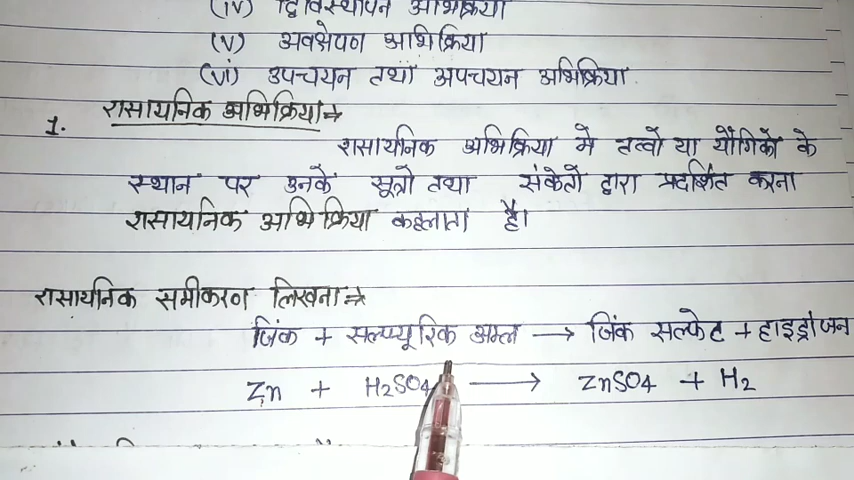 (iv) द्विविस्थापन अभिक्रिया
(v) अवक्षेपण अभिक्रिया
(vi) उपचयन तथा अपचयन अभिक्रिया
1. रासायनिक अभिक्रिया →
रासायनिक अभिक्रिया मे तत्वो या यौगिको के
स्थान पर उनके सूत्रो तथा संकेतो द्वारा प्रदर्शित करना
रासायनिक अभिक्रिया कहलाता है।
रासायनिक समीकरण लिखना →
जिंक + सल्फ्यूरिक अम्ल → जिंक सल्फेट + हाइड्रोजन
Zn + H2SO4 → ZnSO4 + H2